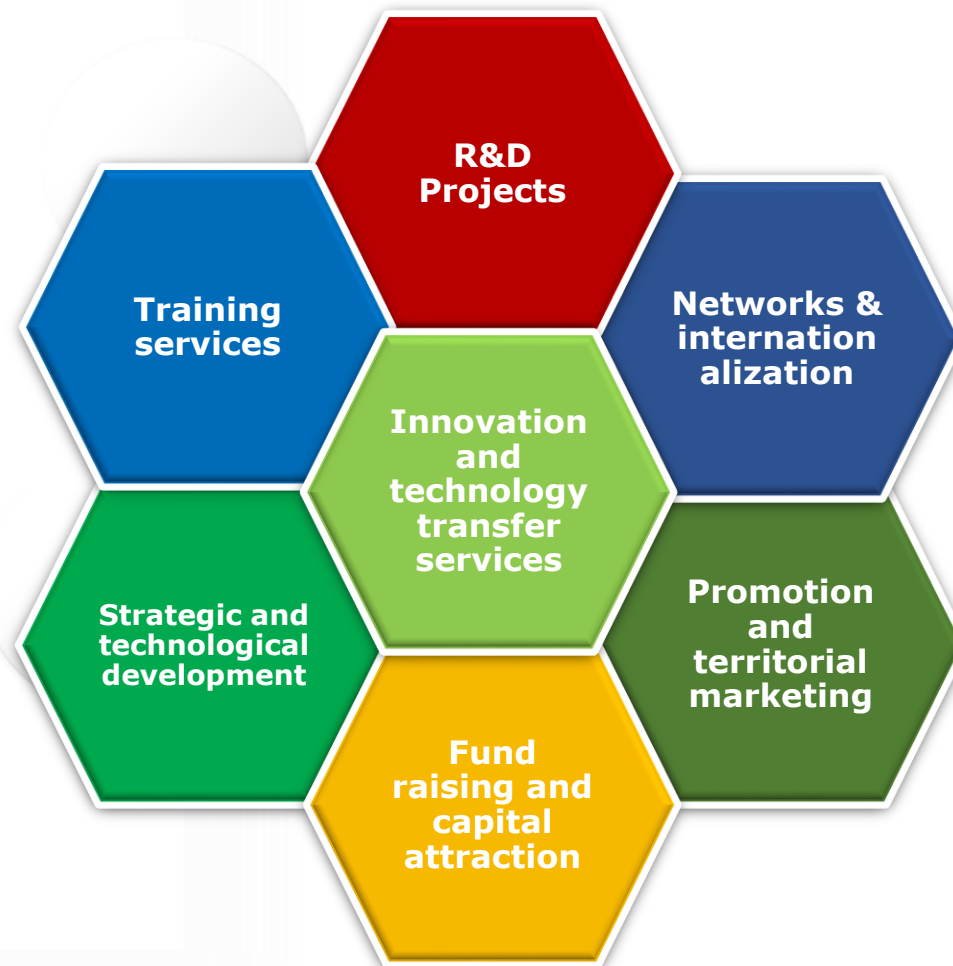 R&D
Projects
Training
services
Networks &
internation
alization
Innovation
and
technology
transfer
services
Strategic and
technological
development
Promotion
and
territorial
marketing
Fund
raising and
capital
attraction